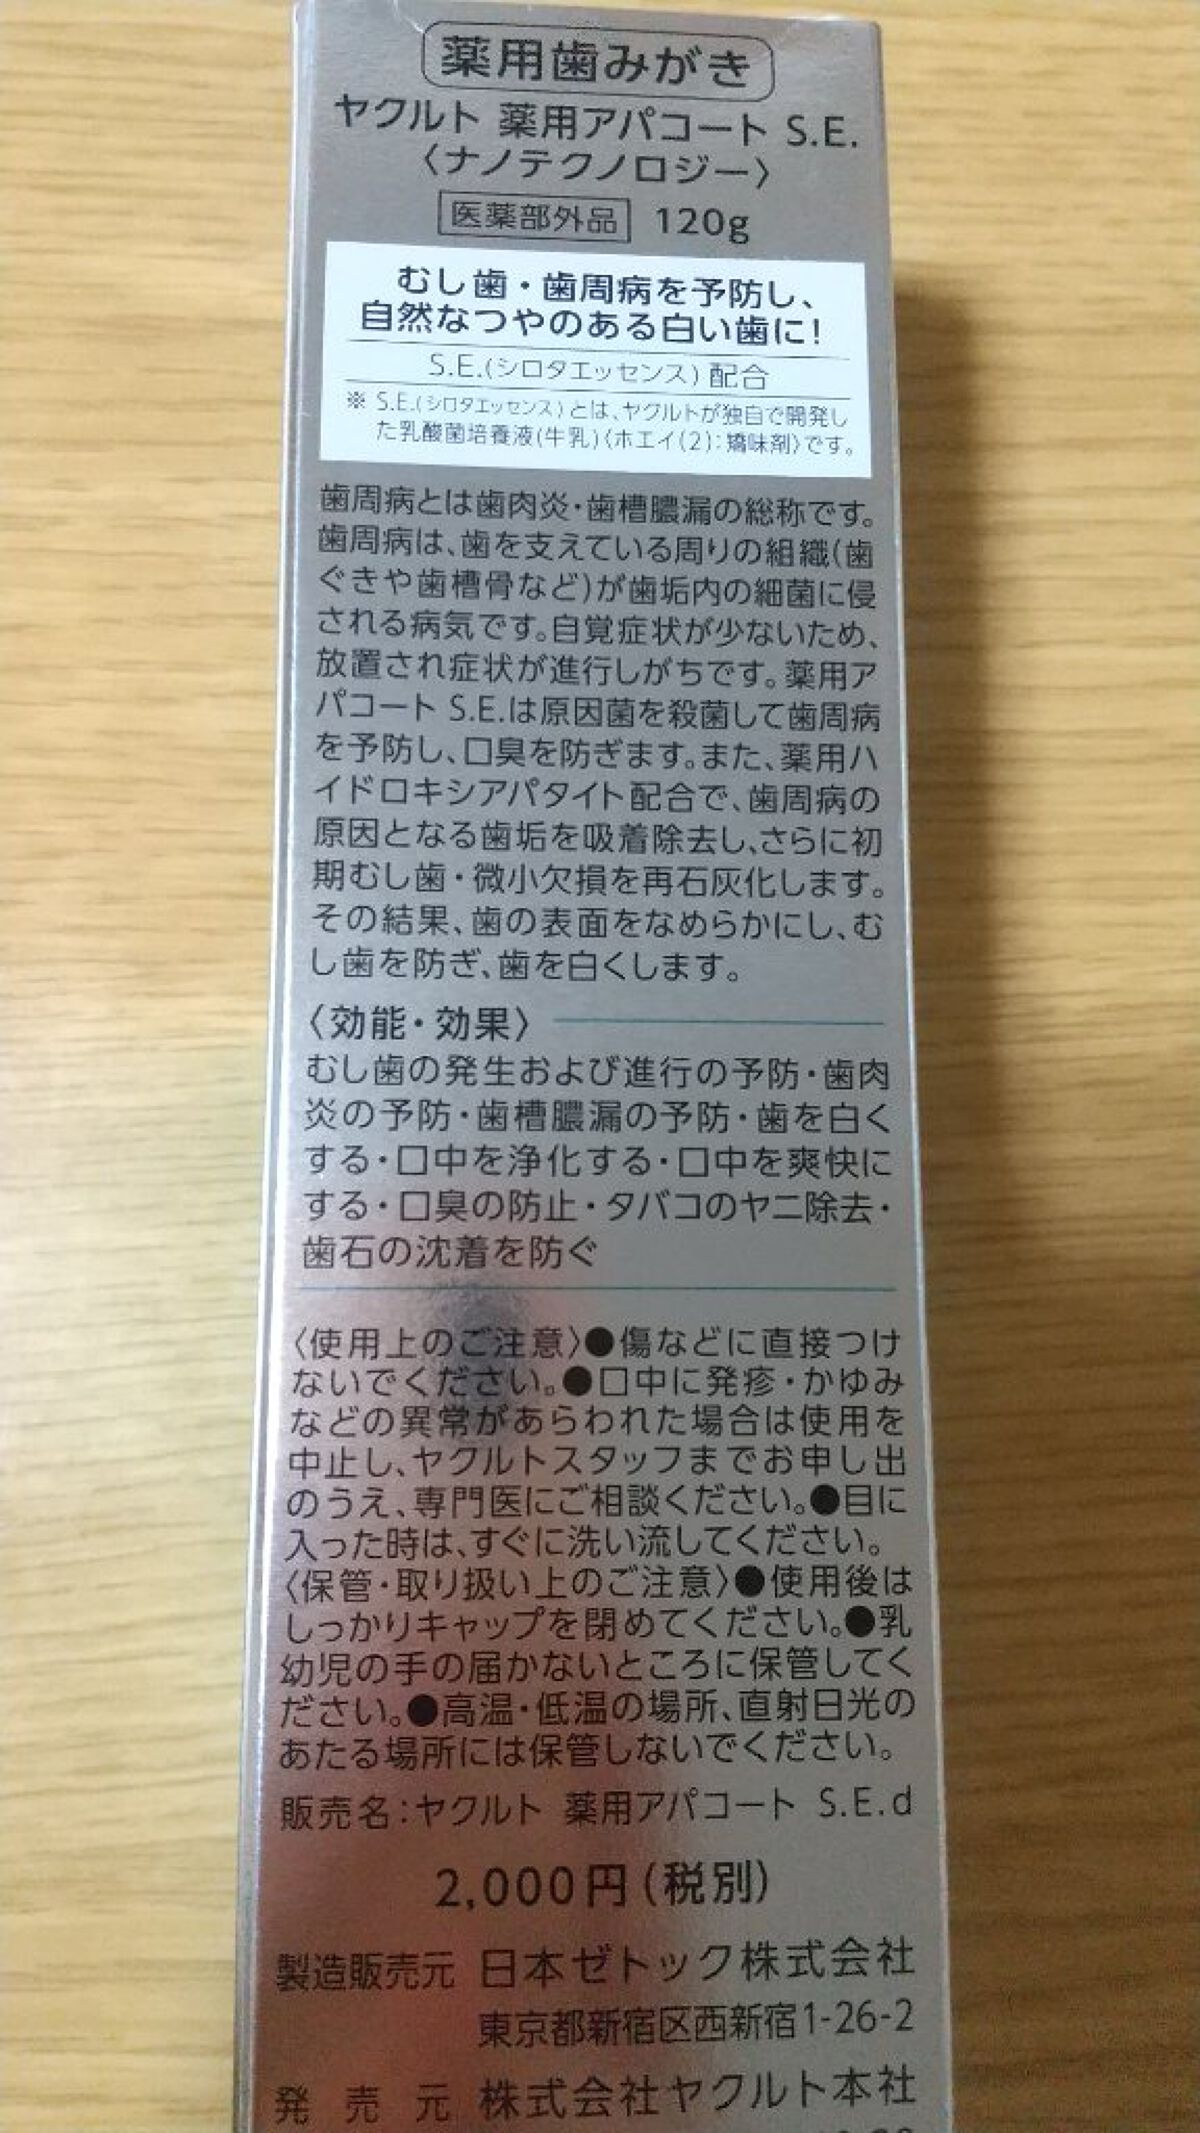 薬用歯みがき
ヤクルト 薬用アパコート S.E.
〈ナノテクノロジー〉
医薬部外品 120g
むし歯・歯周病を予防し、
自然なつやのある白い歯に!
S.E.(シロタエッセンス)配合
※ S.E.(シロタエッセンス)とは、ヤクルトが独自で開発し
た乳酸菌培養液(牛乳)〈ホエイ(2):矯味剤〉です。
歯周病とは歯肉炎・歯槽膿漏の総称です。
歯周病は、歯を支えている周りの組織(歯
ぐきや歯槽骨など)が歯垢内の細菌に侵
される病気です。自覚症状が少ないため、
放置され症状が進行しがちです。薬用ア
パコート S.E.は原因菌を殺菌して歯周病
を予防し、口臭を防ぎます。また、薬用ハ
イドロキシアパタイト配合で、歯周病の
原因となる歯垢を吸着除去し、さらに初
期むし歯・微小欠損を再石灰化します。
その結果、歯の表面をなめらかにし、む
し歯を防ぎ、歯を白くします。
〈効能・効果〉
むし歯の発生および進行の予防・歯肉
炎の予防・歯槽膿漏の予防・歯を白く
する・口中を浄化する・口中を爽快に
する・口臭の防止・タバコのヤニ除去・
歯石の沈着を防ぐ
〈使用上のご注意〉●傷などに直接つけ
ないでください。●口中に発疹・かゆみ
などの異常があらわれた場合は使用を
中止し、ヤクルトスタッフまでお申し出
のうえ、専門医にご相談ください。●目に
入った時は、すぐに洗い流してください。
〈保管・取り扱い上のご注意〉●使用後は
しっかりキャップを閉めてください。●乳
幼児の手の届かないところに保管してく
ださい。●高温・低温の場所、直射日光の
あたる場所には保管しないでください。
販売名:ヤクルト 薬用アパコート S.E.d
2,000円(税別)
製造販売元 日本ゼトック株式会社
東京都新宿区西新宿1-26-2
発売元 株式会社ヤクルト本社